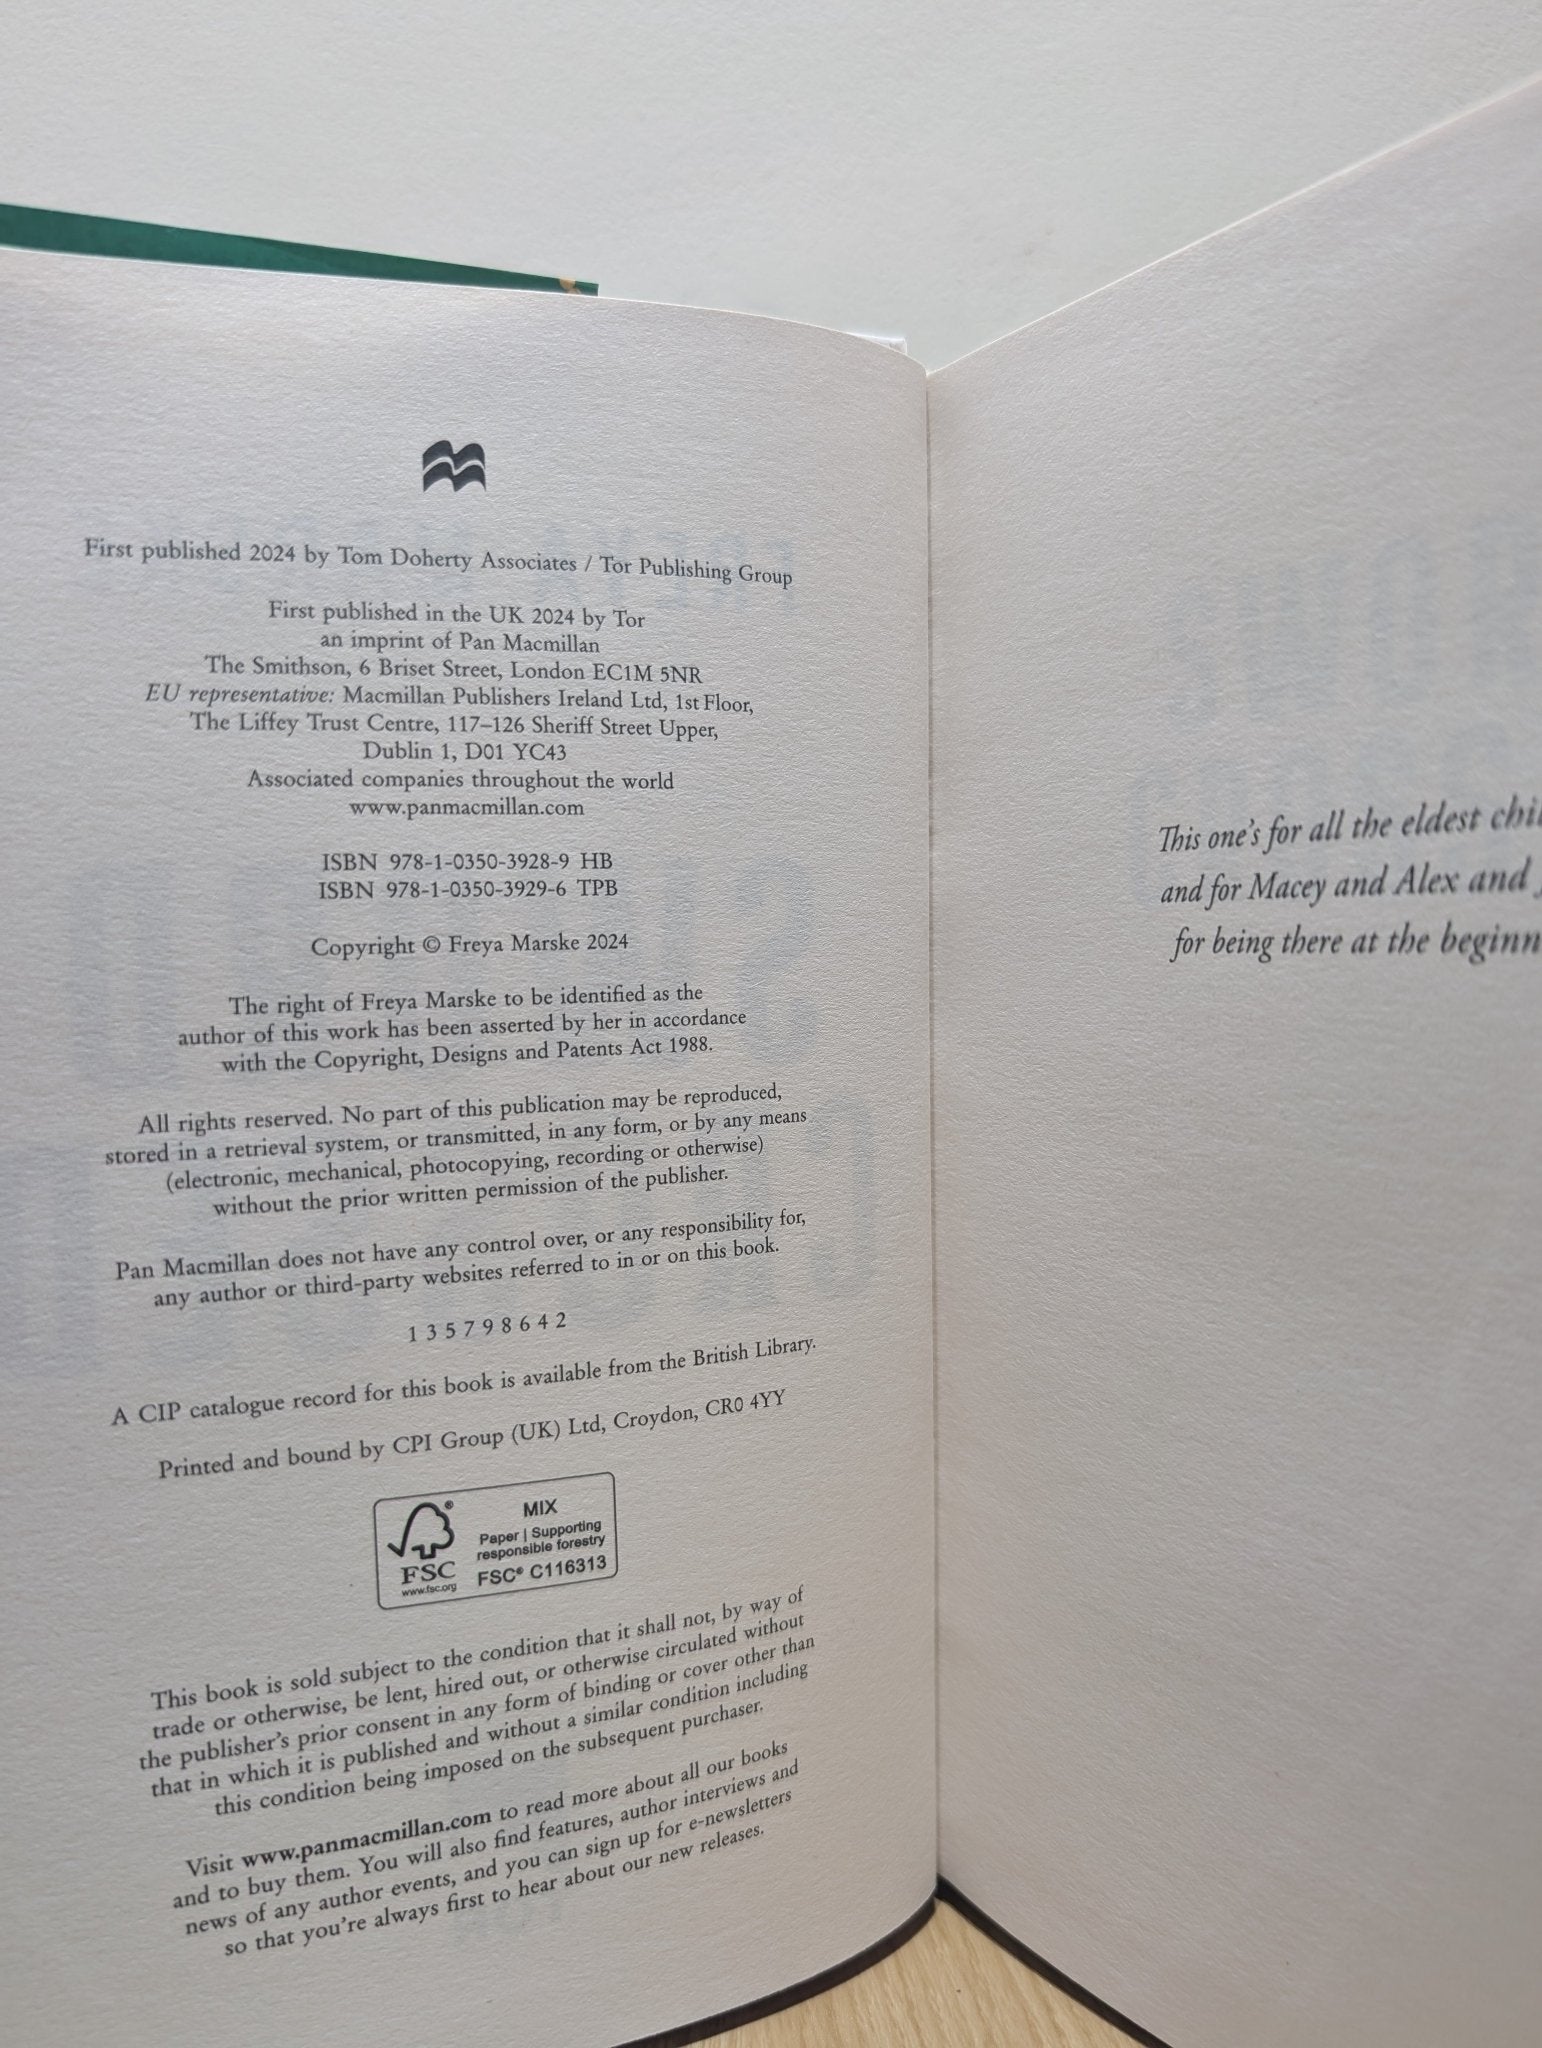 First published 2024 by Tom Doherty Associates / Tor Publishing Group
First published in the UK 2024 by Tor
an imprint of Pan Macmillan
The Smithson, 6 Briset Street, London EC1M 5NR
EU representative: Macmillan Publishers Ireland Ltd, 1st Floor,
The Liffey Trust Centre, 117–126 Sheriff Street Upper,
Dublin 1, D01 YC43
Associated companies throughout the world
www.panmacmillan.com
ISBN 978-1-0350-3928-9 HB
ISBN 978-1-0350-3929-6 TPB
Copyright © Freya Marske 2024
The right of Freya Marske to be identified as the
author of this work has been asserted by her in accordance
with the Copyright, Designs and Patents Act 1988.
All rights reserved. No part of this publication may be reproduced,
stored in a retrieval system, or transmitted, in any form, or by any means
(electronic, mechanical, photocopying, recording or otherwise)
without the prior written permission of the publisher.
Pan Macmillan does not have any control over, or any responsibility for,
any author or third-party websites referred to in or on this book.
1 3 5 7 9 8 6 4 2
A CIP catalogue record for this book is available from the British Library.
Printed and bound by CPI Group (UK) Ltd, Croydon, CR0 4YY
MIX
Paper | Supporting
responsible forestry
FSC® C116313
FSC
www.fsc.org
This book is sold subject to the condition that it shall not, by way of
trade or otherwise, be lent, hired out, or otherwise circulated without
the publisher's prior consent in any form of binding or cover other than
that in which it is published and without a similar condition including
this condition being imposed on the subsequent purchaser.
Visit www.panmacmillan.com to read more about all our books
and to buy them. You will also find features, author interviews and
news of any author events, and you can sign up for e-newsletters
so that you're always first to hear about our new releases.
This one's for all the eldest
and for Macey and Alex and
for being there at the